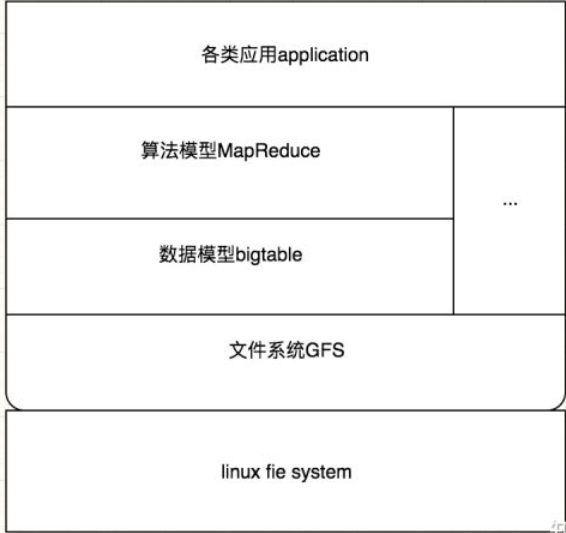 各类应用application
算法模型MapReduce
...
数据模型bigtable
文件系统GFS
linux fie system